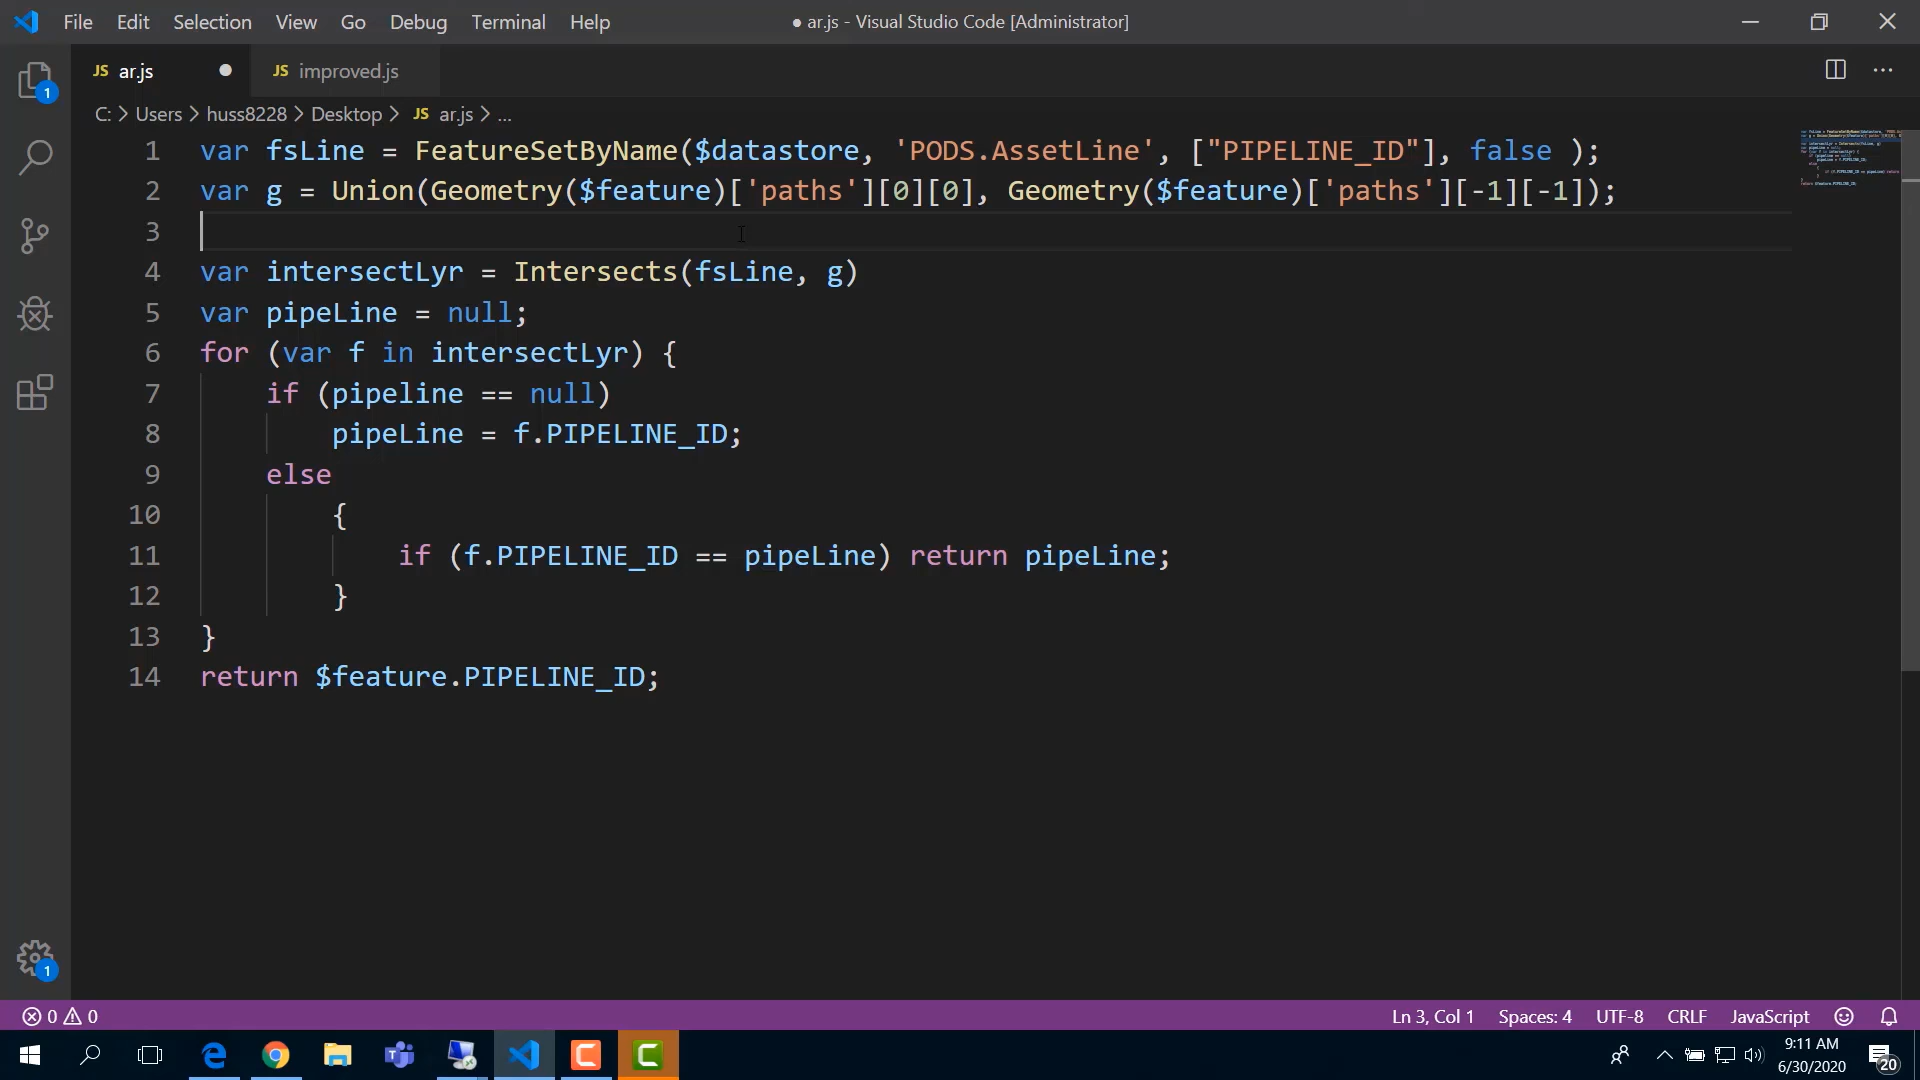 File Edit Selection View Go Debug Terminal Help
● ar.js - Visual Studio Code [Administrator]
JS ar.js ●
JS improved.js
C: > Users > huss8228 > Desktop > JS ar.js > ...
1 var fsLine = FeatureSetByName($datastore, 'PODS.AssetLine', ["PIPELINE_ID"], false );
2 var g = Union(Geometry($feature)['paths'][0][0], Geometry($feature)['paths'][-1][-1]);
3
4 var intersectLyr = Intersects(fsLine, g)
5 var pipeLine = null;
6 for (var f in intersectLyr) {
7 if (pipeline == null)
8 pipeLine = f.PIPELINE_ID;
9 else
10 {
11 if (f.PIPELINE_ID == pipeLine) return pipeLine;
12 }
13 }
14 return $feature.PIPELINE_ID;
1
1
0 0
Ln 3, Col 1 Spaces: 4 UTF-8 CRLF JavaScript
9:11 AM
6/30/2020
20